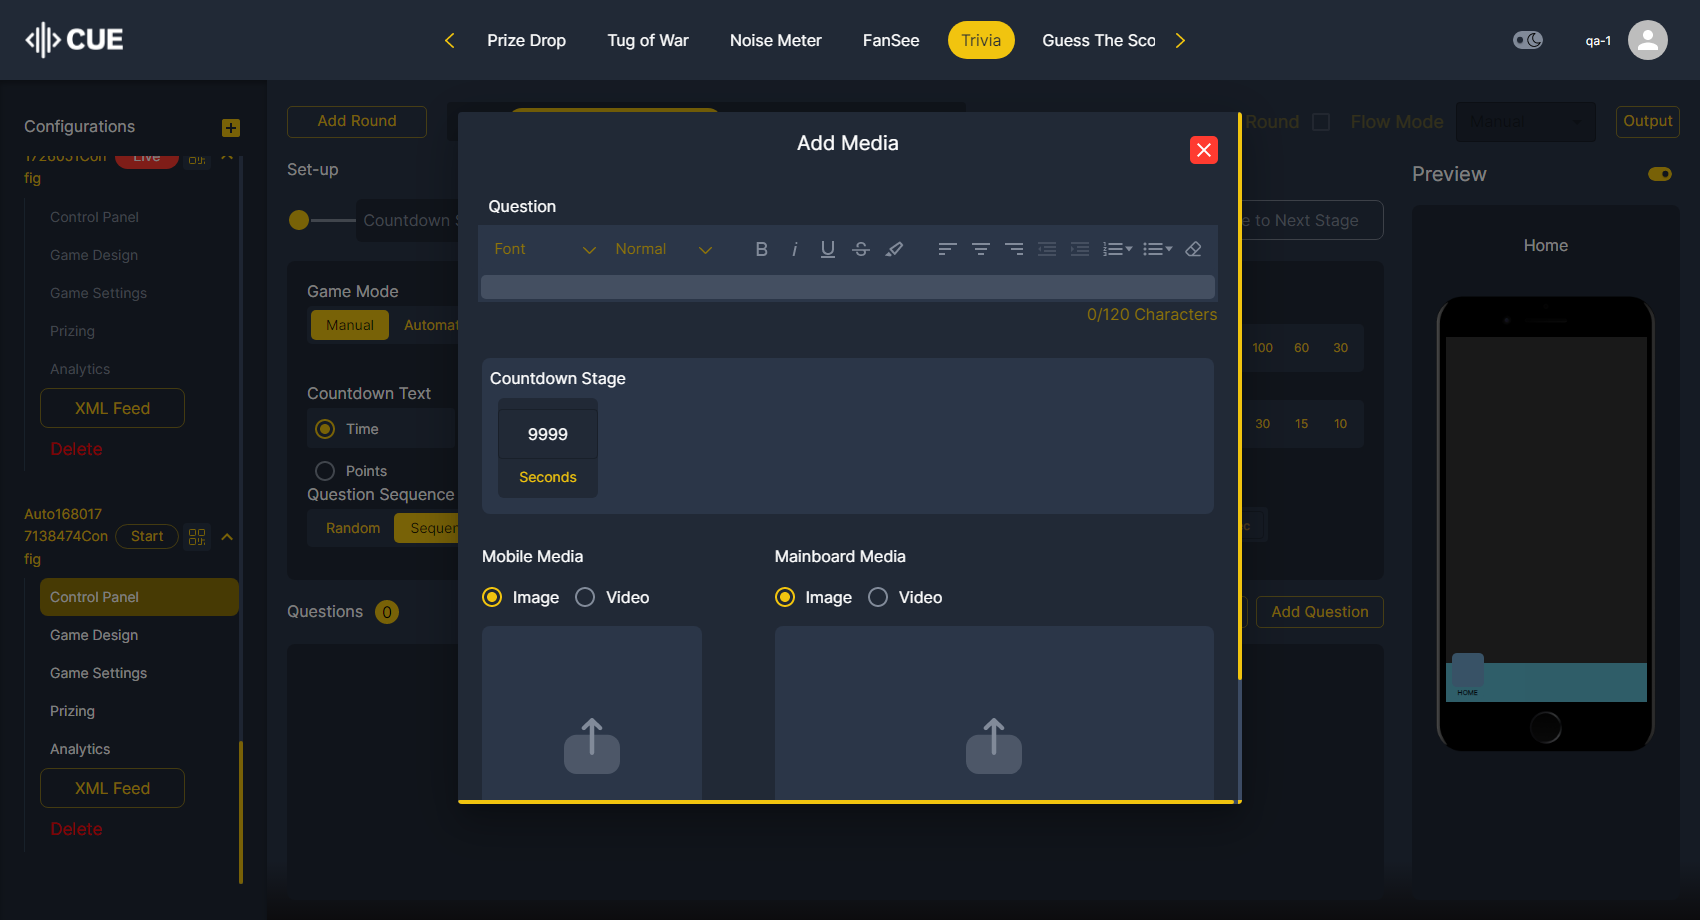 CUE
Prize Drop
Tug of War
Noise Meter
FanSee
Trivia
Guess The Sco
qa-1
Configurations
Live
fig
Control Panel
Game Design
Game Settings
Prizing
Analytics
XML Feed
Delete
Auto168017
7138474Con
fig
Start
Control Panel
Game Design
Game Settings
Prizing
Analytics
XML Feed
Delete
Add Round
Round
Flow Mode
Manual
Output
Set-up
Countdown S
e to Next Stage
Game Mode
Manual
Automat
Countdown Text
Time
Points
Question Sequence
Random
Sequer
100 60 30
30 15 10
Questions 0
Add Question
Add Media
Question
Font
Normal
0/120 Characters
Countdown Stage
9999
Seconds
Mobile Media
Image
Video
Mainboard Media
Image
Video
Preview
Home
HOME